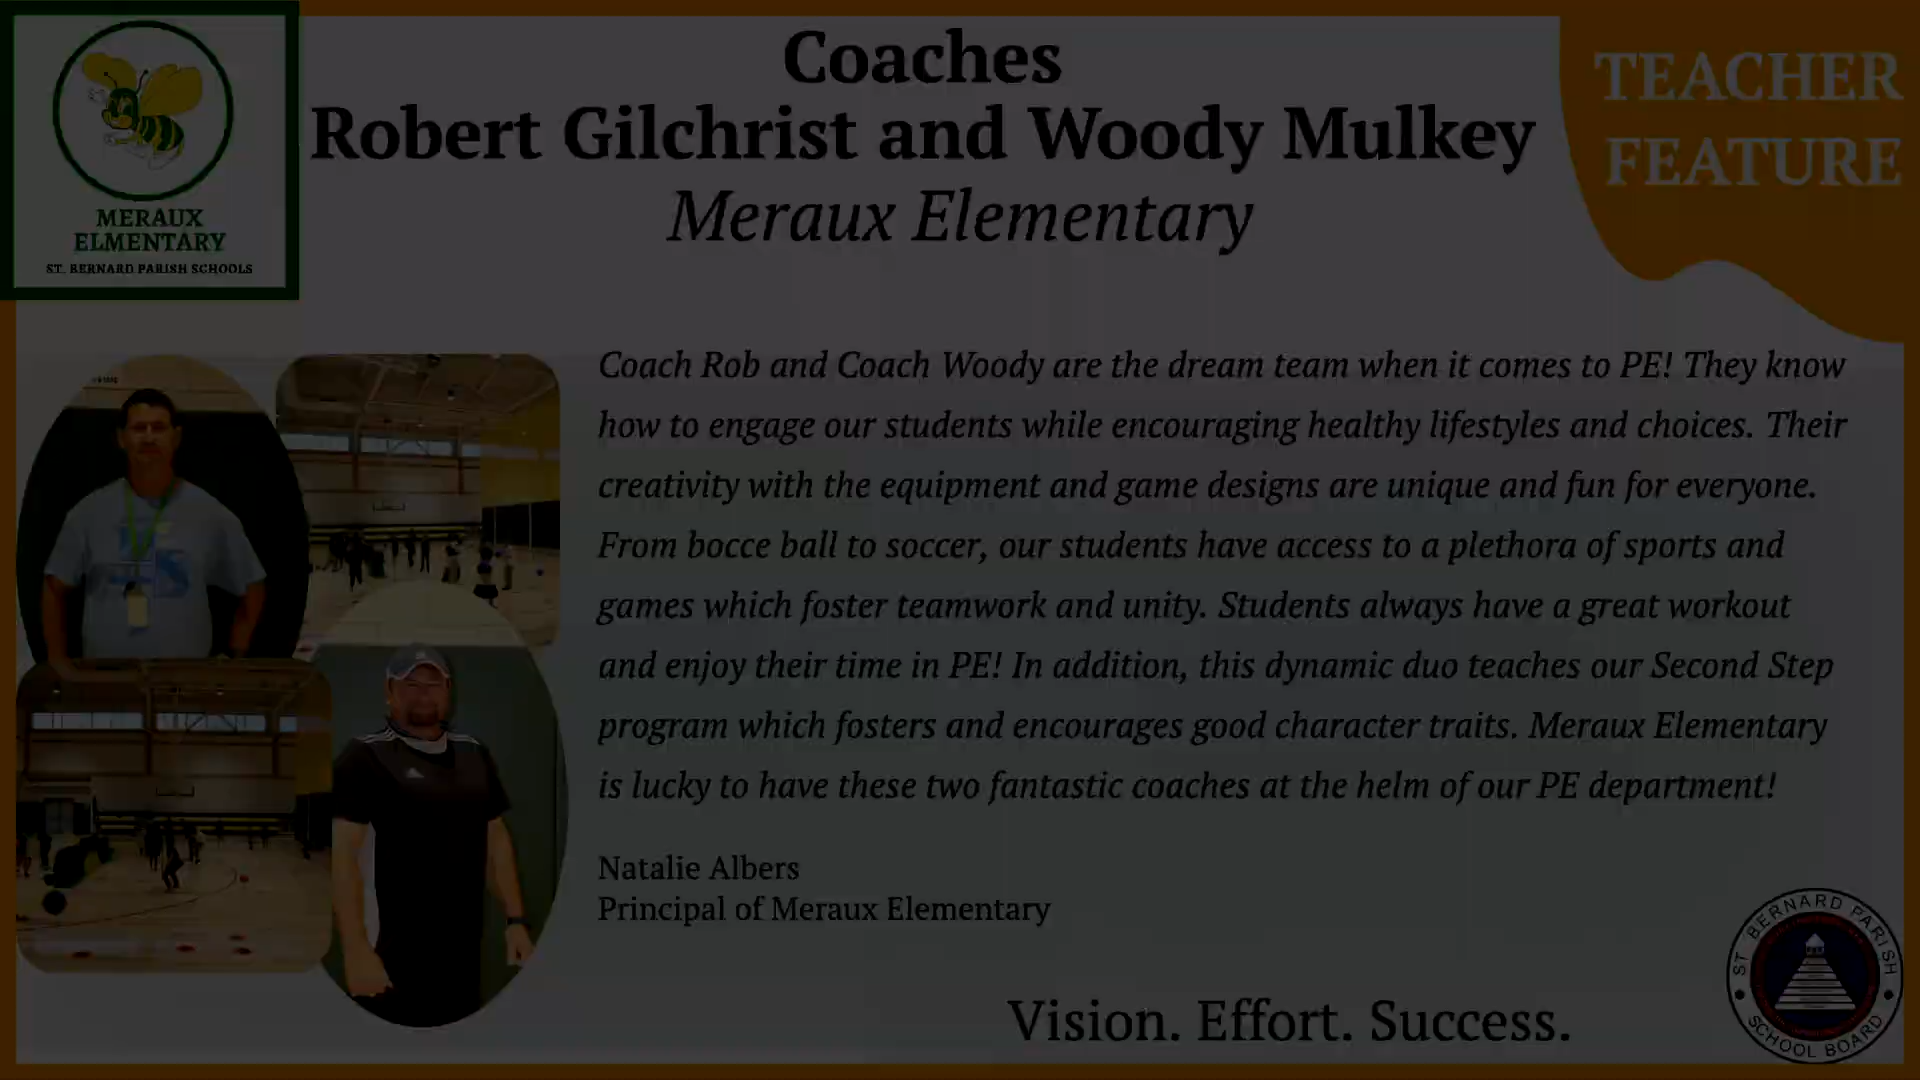 Coaches
Robert Gilchrist and Woody Mulkey
Meraux Elementary
TEACHER
FEATURE
MERAUX
ELMENTARY
ST. BERNARD PARISH SCHOOLS
Coach Rob and Coach Woody are the dream team when it comes to PE! They know
how to engage our students while encouraging healthy lifestyles and choices. Their
creativity with the equipment and game designs are unique and fun for everyone.
From bocce ball to soccer, our students have access to a plethora of sports and
games which foster teamwork and unity. Students always have a great workout
and enjoy their time in PE! In addition, this dynamic duo teaches our Second Step
program which fosters and encourages good character traits. Meraux Elementary
is lucky to have these two fantastic coaches at the helm of our PE department!
Natalie Albers
Principal of Meraux Elementary
Vision. Effort. Success.
ST BERNARD PARISH
SCHOOL BOARD